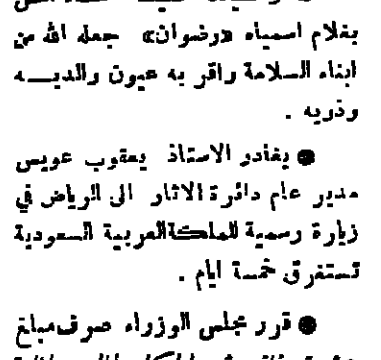 بغلام اسمياه «رضوان» جعله الله من
ابناء السلامة واقر به عيون والديـــه
وذويه .
● يغادر الاستاذ يعقوب عويس
مدير عام دائرة الاثار الى الرياض في
زيارة رسمية للمملكة العربية السعودية
تستغرق خمسة ايام .
● قرر مجلس الوزراء صرف مبلغ